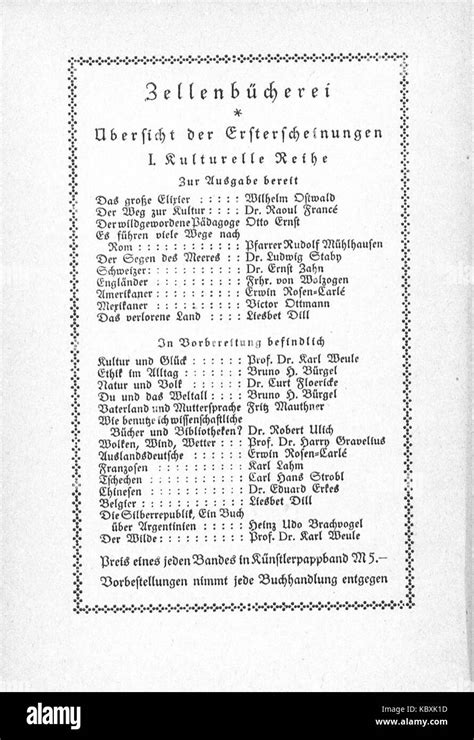 Zellenbücherei
*
Übersicht der Ersterscheinungen
I. Kulturelle Reihe
Zur Ausgabe bereit
Das große Elixier : : : : : Wilhelm Ostwald
Der Weg zur Kultur : : : : Dr. Raoul Francé
Der wildgewordene Pädagoge Otto Ernst
Es führen viele Wege nach
Rom : : : : : : : : : : Pfarrer Rudolf Mühlhausen
Der Segen des Meeres : : Dr. Ludwig Staby
Schweizer : : : : : : : : : Dr. Ernst Zahn
Engländer : : : : : : : : : Frhr. von Wolzogen
Amerikaner : : : : : : : : Erwin Rosen-Carlé
Mexikaner : : : : : : : : : Victor Ottmann
Das verlorene Land : : : : Liesbet Dill
In Vorbereitung befindlich
Kultur und Glück : : : : : : Prof. Dr. Karl Weule
Ethik im Alltag : : : : : : : Bruno H. Bürgel
Natur und Volk : : : : : : Dr. Curt Floericke
Du und das Weltall : : : : : Bruno H. Bürgel
Vaterland und Muttersprache Fritz Mauthner
Wie benutze ich wissenschaftliche
Bücher und Bibliotheken? Dr. Robert Ulich
Wolken, Wind, Wetter : : : Prof. Dr. Harry Gravelius
Auslandsdeutsche : : : : : : Erwin Rosen-Carlé
Franzosen : : : : : : : : : Karl Lahm
Tschechen : : : : : : : : : Carl Hans Strobl
Chinesen : : : : : : : : : : Dr. Eduard Erkes
Belgier : : : : : : : : : : : Liesbet Dill
Die Silberrepublik, Ein Buch
über Argentinien : : : : : Heinz Udo Brachvogel
Der Wilde : : : : : : : : : Prof. Dr. Karl Weule
Preis eines jeden Bandes in Künstlerpappband M 5.—
Vorbestellungen nimmt jede Buchhandlung entgegen
alamy stock photo
a alamy
KBXK1D
www.alamy.com